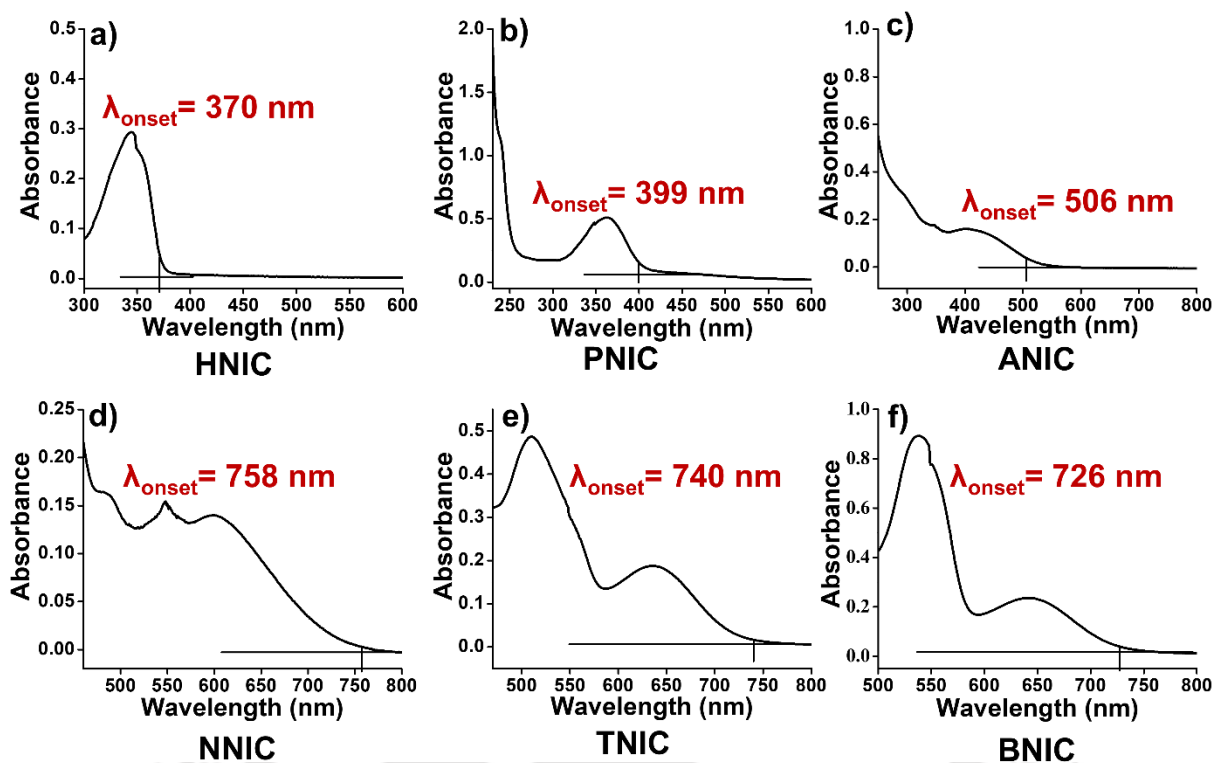 a)
λonset= 370 nm
Absorbance
0.5
0.4
0.3
0.2
0.1
0.0
300 350 400 450 500 550 600
Wavelength (nm)
HNIC
b)
λonset= 399 nm
Absorbance
2.0
1.5
1.0
0.5
0.0
250 300 350 400 450 500 550
Wavelength (nm)
PNIC
c)
λonset= 506 nm
Absorbance
1.0
0.8
0.6
0.4
0.2
0.0
300 400 500 600 700 800
Wavelength (nm)
ANIC
d)
λonset= 758 nm
Absorbance
0.25
0.20
0.15
0.10
0.05
0.00
500 550 600 650 700 750 800
Wavelength (nm)
NNIC
e)
λonset= 740 nm
Absorbance
0.5
0.4
0.3
0.2
0.1
0.0
500 550 600 650 700 750 800
Wavelength (nm)
TNIC
f)
λonset= 726 nm
Absorbance
1.0
0.8
0.6
0.4
0.2
0.0
500 550 600 650 700 750 800
Wavelength (nm)
BNIC